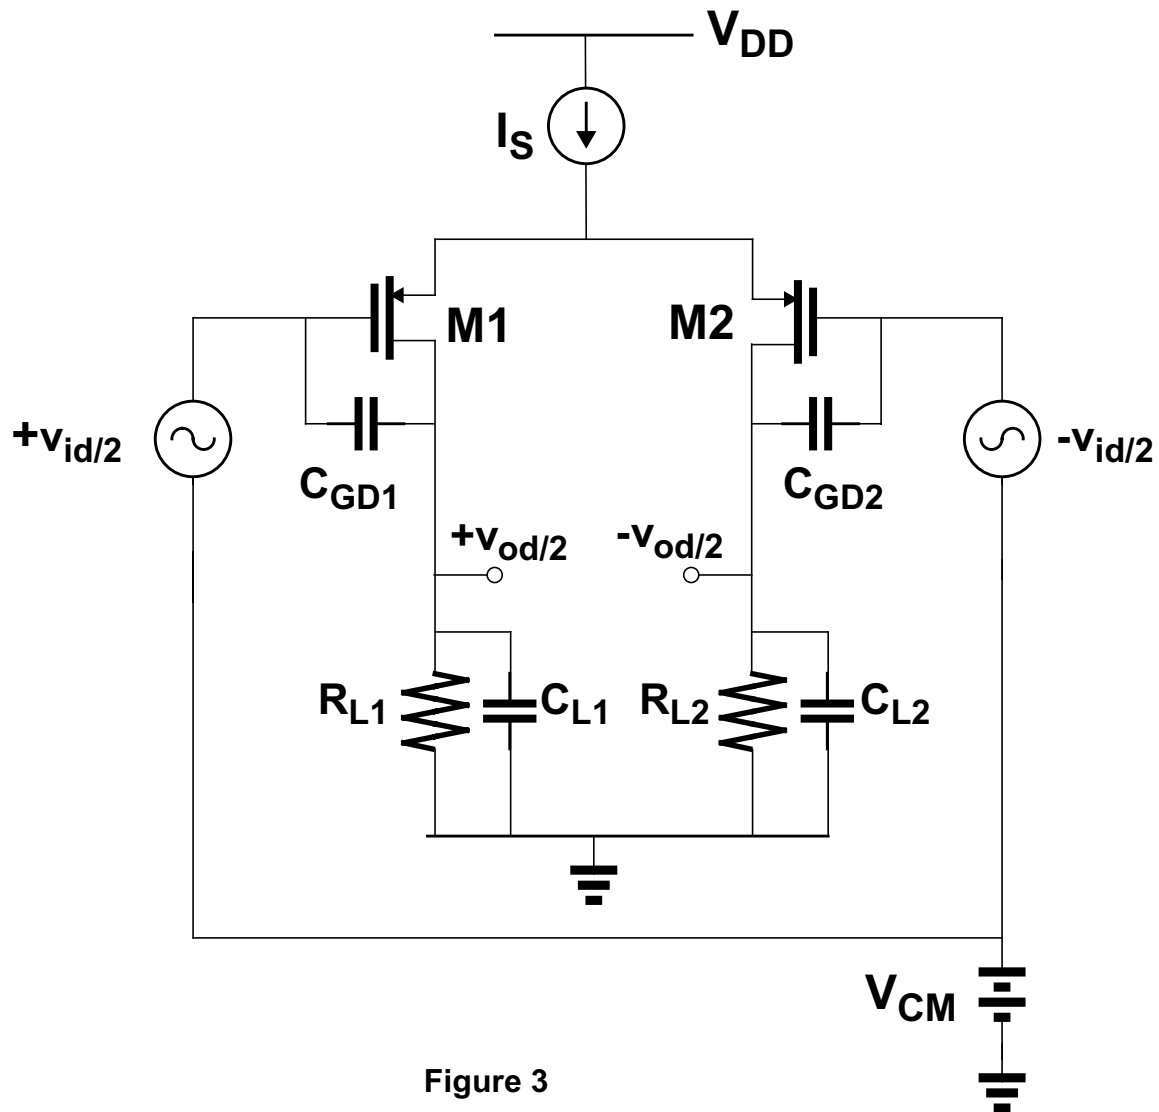 VDD
IS
M1
M2
+vid/2
-vid/2
CGD1
CGD2
+vod/2
-vod/2
RL1
CL1
RL2
CL2
VCM
Figure 3